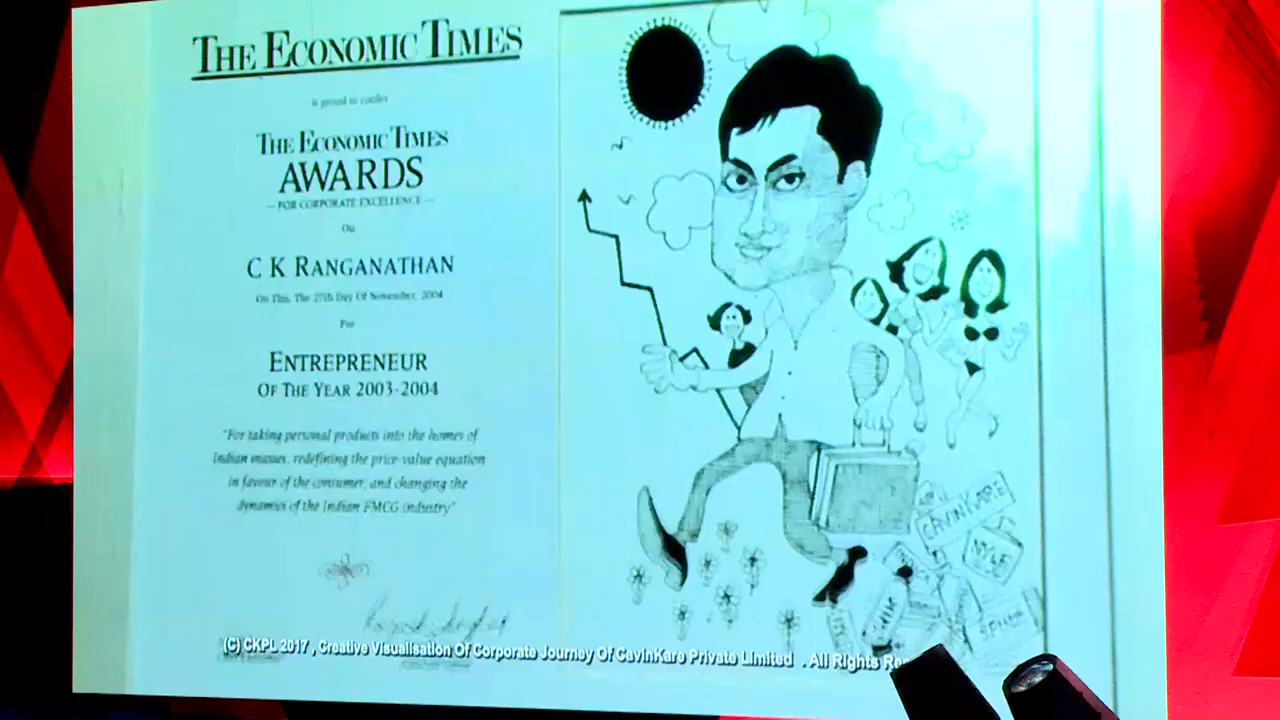 THE ECONOMIC TIMES
is proud to confer
THE ECONOMIC TIMES
AWARDS
— FOR CORPORATE EXCELLENCE —
On
C K RANGANATHAN
On This, The 27th Day Of November, 2004
For
ENTREPRENEUR
OF THE YEAR 2003-2004
"For taking personal products into the homes of
Indian masses, redefining the price-value equation
in favour of the consumer, and changing the
dynamics of the Indian FMCG industry"
CAVINKARE
NYLE
(C) CKPL 2017 , Creative Visualisation Of Corporate Journey Of CavinKare Private Limited . All Rights